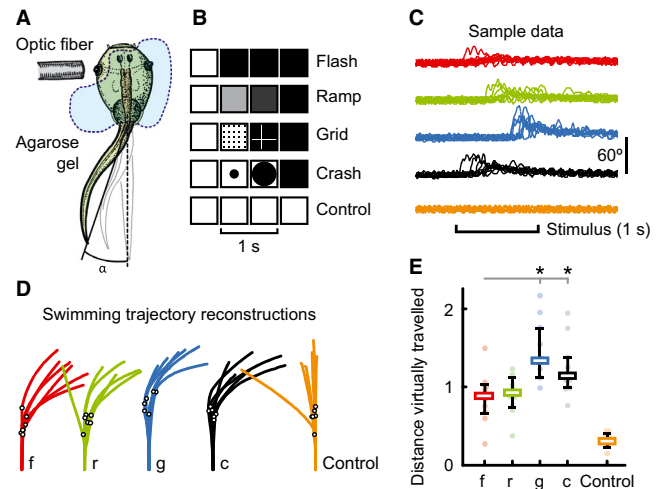 A
Optic fiber
Agarose
gel
α
B
Flash
Ramp
Grid
Crash
Control
1 s
C
Sample data
60º
Stimulus (1 s)
D
Swimming trajectory reconstructions
f r g c Control
E
Distance virtually travelled
* *
2
1
0
f r g c Control